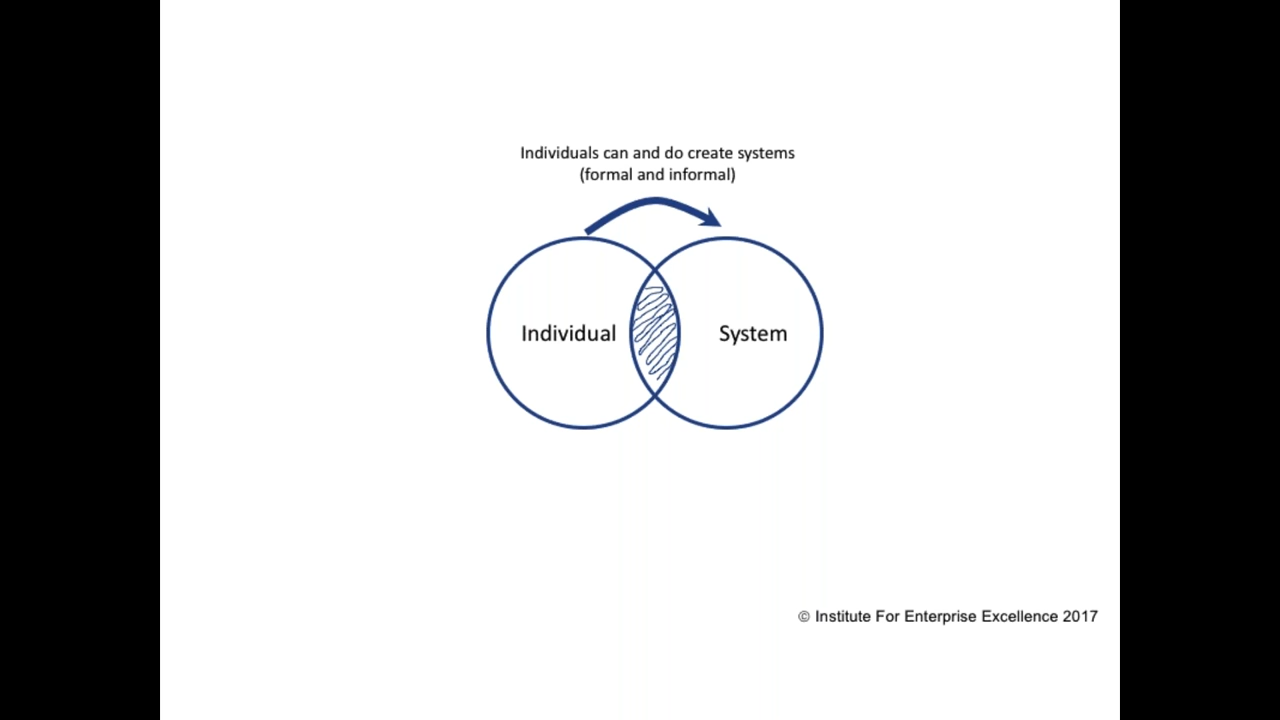 Individuals can and do create systems
(formal and informal)
Individual
System
© Institute For Enterprise Excellence 2017